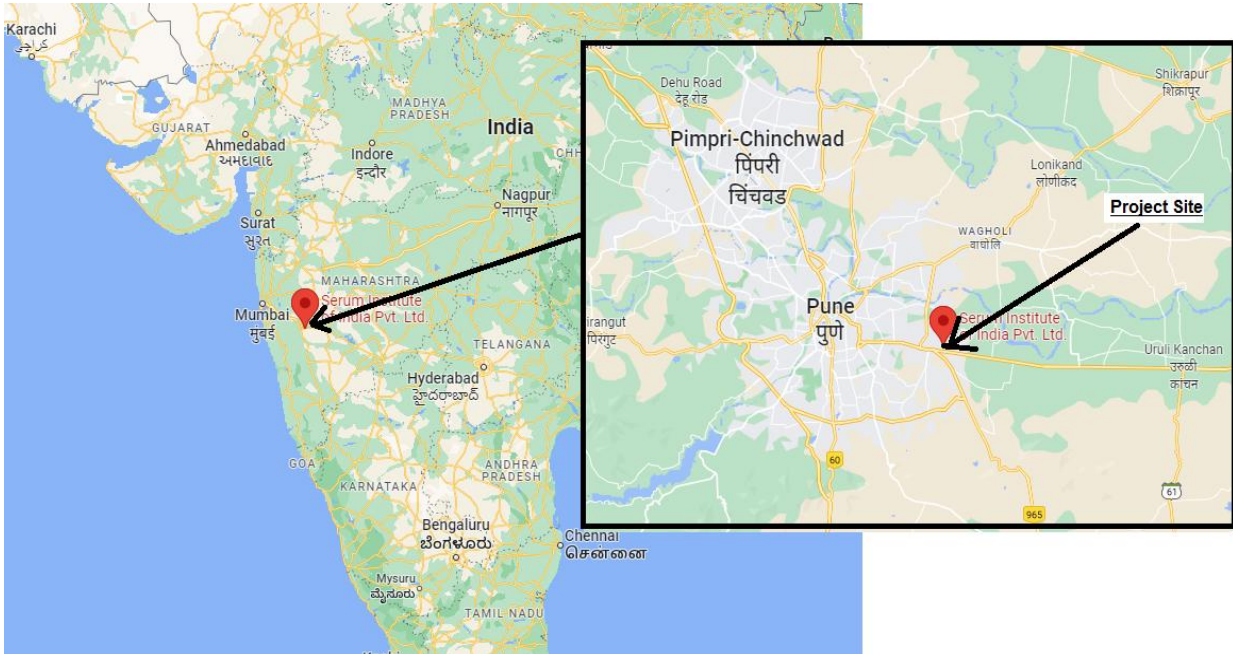 Karachi
کراچی
GUJARAT
Ahmedabad
અમદાવાદ
MADHYA
PRADESH
India
Indore
इन्दौर
Nagpur
नागपूर
Surat
સુરત
MAHARASHTRA
Mumbai
मुंबई
Serum Institute
of India Pvt. Ltd.
TELANGANA
Hyderabad
హైదరాబాద్
GOA
KARNATAKA
ANDHRA
PRADESH
Bengaluru
ಬೆಂಗಳೂರು
Chennai
சென்னை
Mysuru
ಮೈಸೂರು
TAMIL NADU
Dehu Road
देहू रोड
Shikrapur
शिक्रापूर
Pimpri-Chinchwad
पिंपरी
चिंचवड
Lonikand
लोणीकंद
Project Site
WAGHOLI
वाघोलि
Pune
पुणे
Serum Institute
of India Pvt. Ltd.
irangut
पिरंगुट
Uruli Kanchan
उरुळी
कांचन
60
61
965